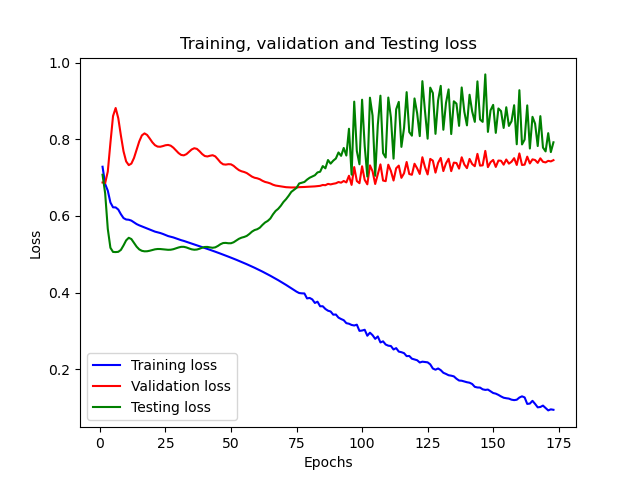 Training, validation and Testing loss
1.0
0.8
0.6
0.4
0.2
Loss
Training loss
Validation loss
Testing loss
0 25 50 75 100 125 150 175
Epochs